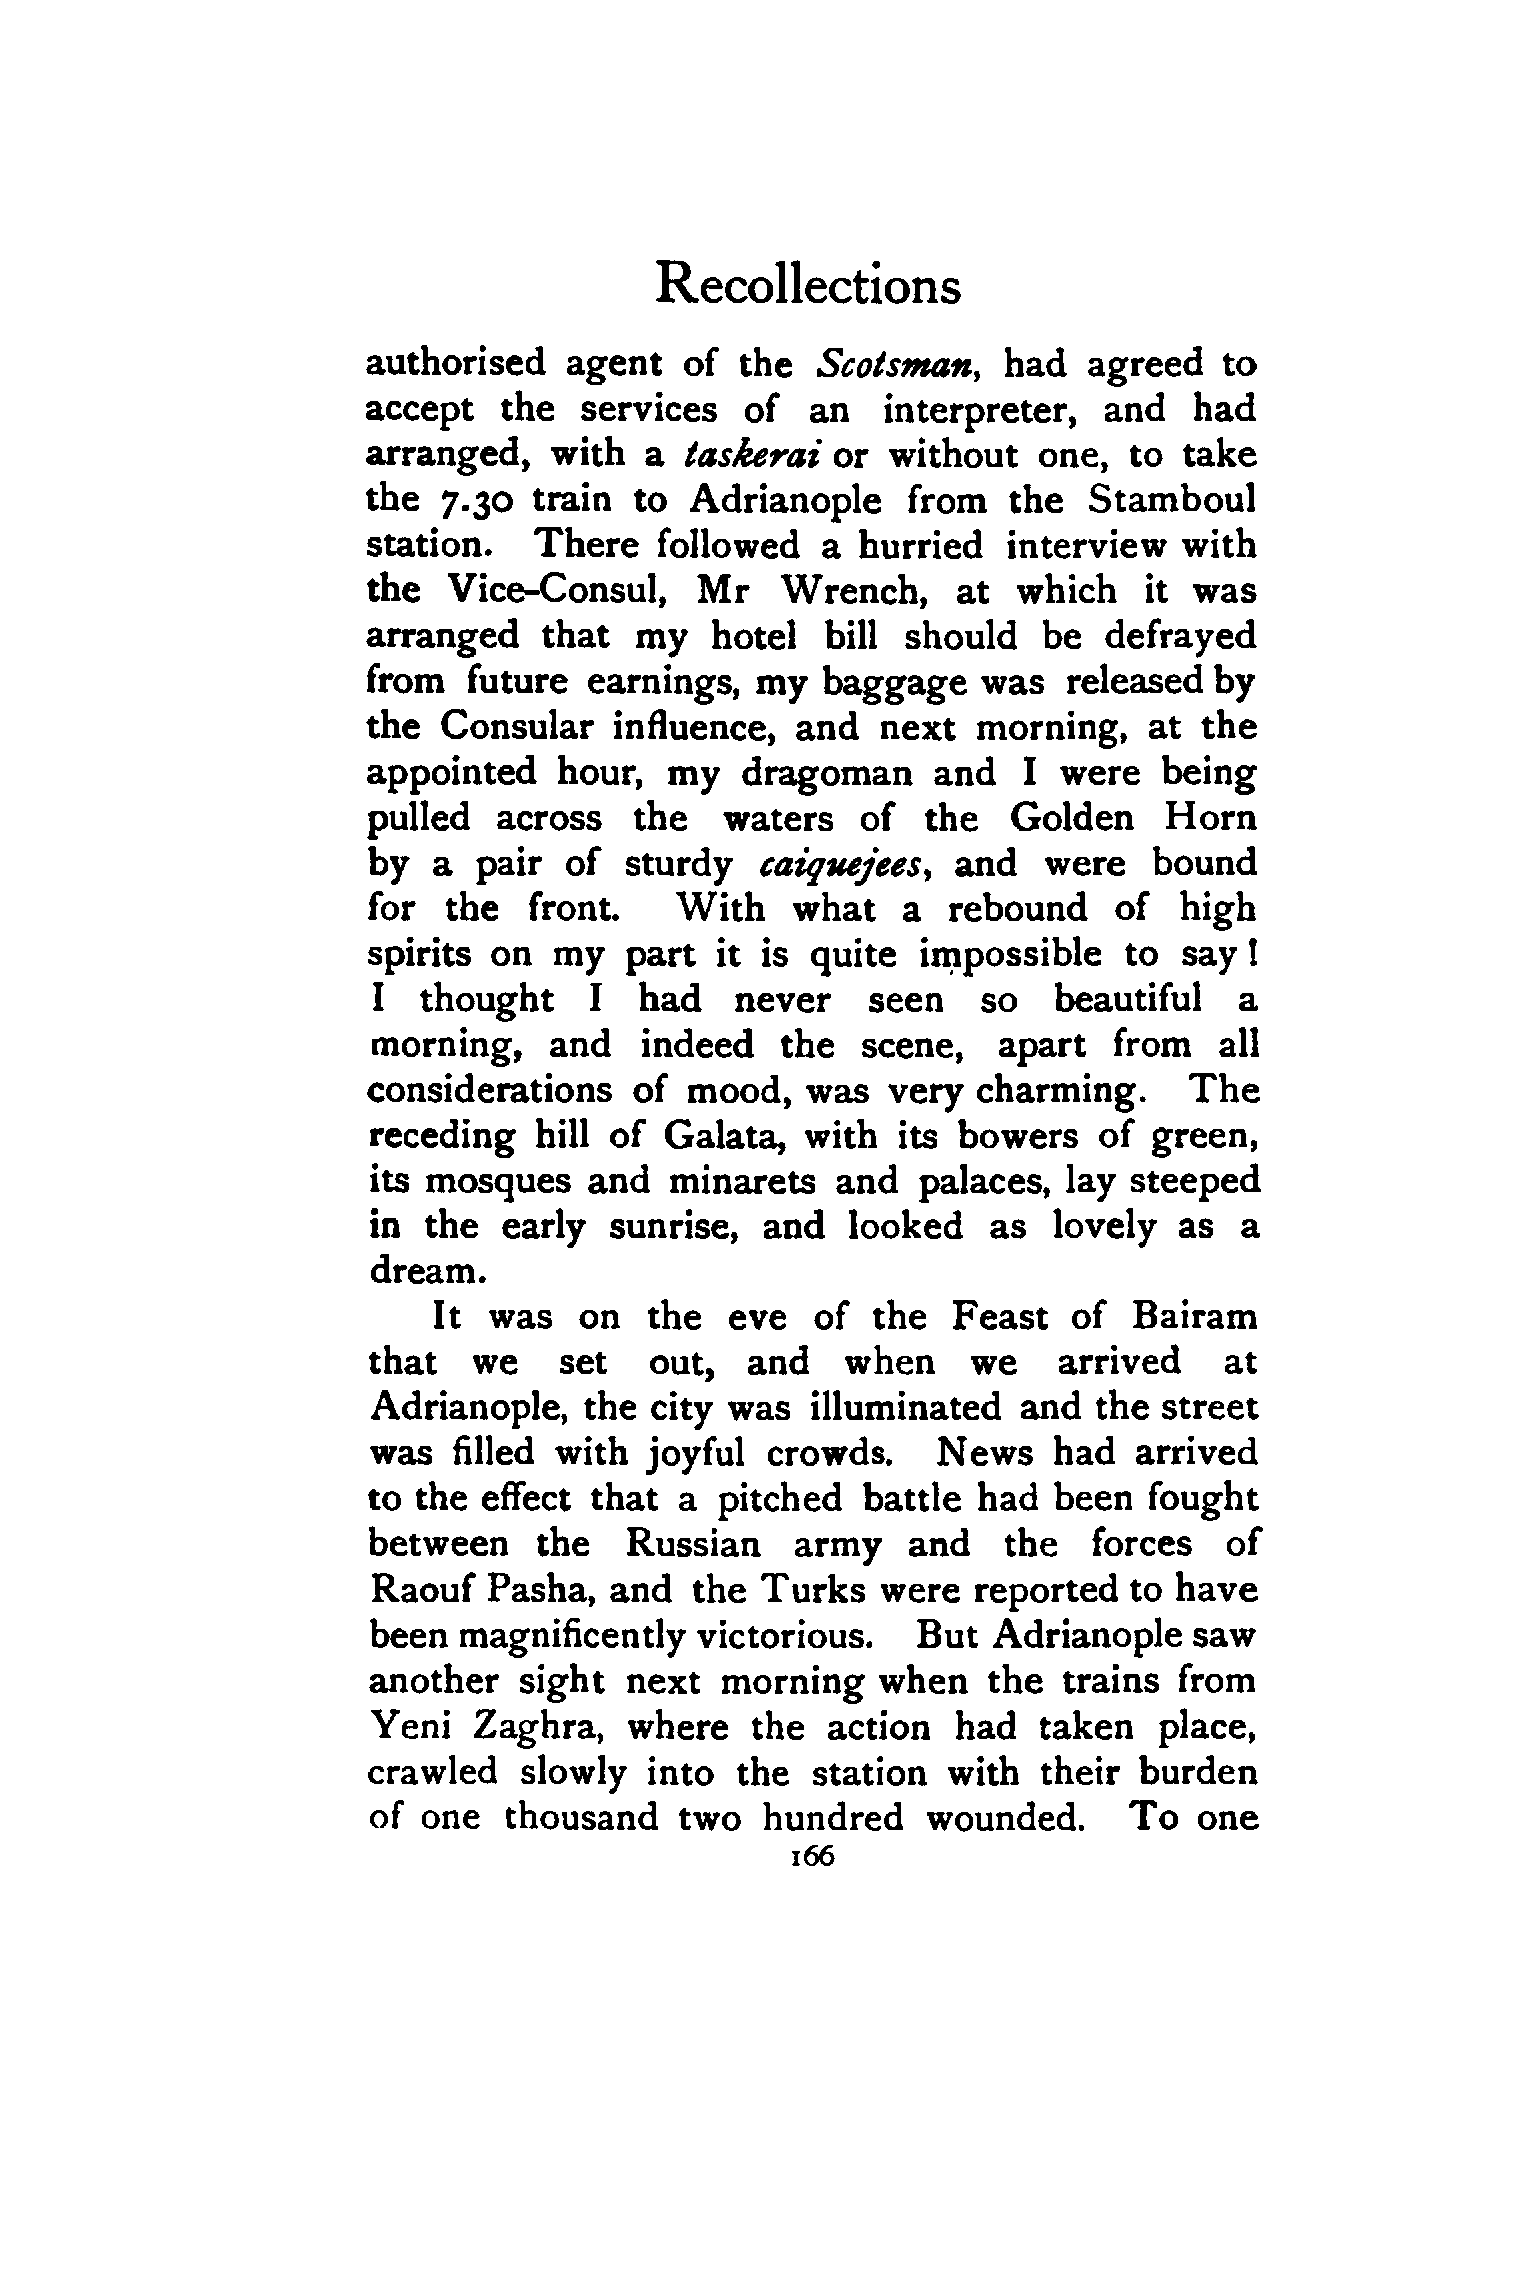 Recollections
authorised agent of the Scotsman, had agreed to
accept the services of an interpreter, and had
arranged, with a taskerai or without one, to take
the 7.30 train to Adrianople from the Stamboul
station. There followed a hurried interview with
the Vice-Consul, Mr Wrench, at which it was
arranged that my hotel bill should be defrayed
from future earnings, my baggage was released by
the Consular influence, and next morning, at the
appointed hour, my dragoman and I were being
pulled across the waters of the Golden Horn
by a pair of sturdy caiquejees, and were bound
for the front. With what a rebound of high
spirits on my part it is quite impossible to say!
I thought I had never seen so beautiful a
morning, and indeed the scene, apart from all
considerations of mood, was very charming. The
receding hill of Galata, with its bowers of green,
its mosques and minarets and palaces, lay steeped
in the early sunrise, and looked as lovely as a
dream.
It was on the eve of the Feast of Bairam
that we set out, and when we arrived at
Adrianople, the city was illuminated and the street
was filled with joyful crowds. News had arrived
to the effect that a pitched battle had been fought
between the Russian army and the forces of
Raouf Pasha, and the Turks were reported to have
been magnificently victorious. But Adrianople saw
another sight next morning when the trains from
Yeni Zaghra, where the action had taken place,
crawled slowly into the station with their burden
of one thousand two hundred wounded. To one
166